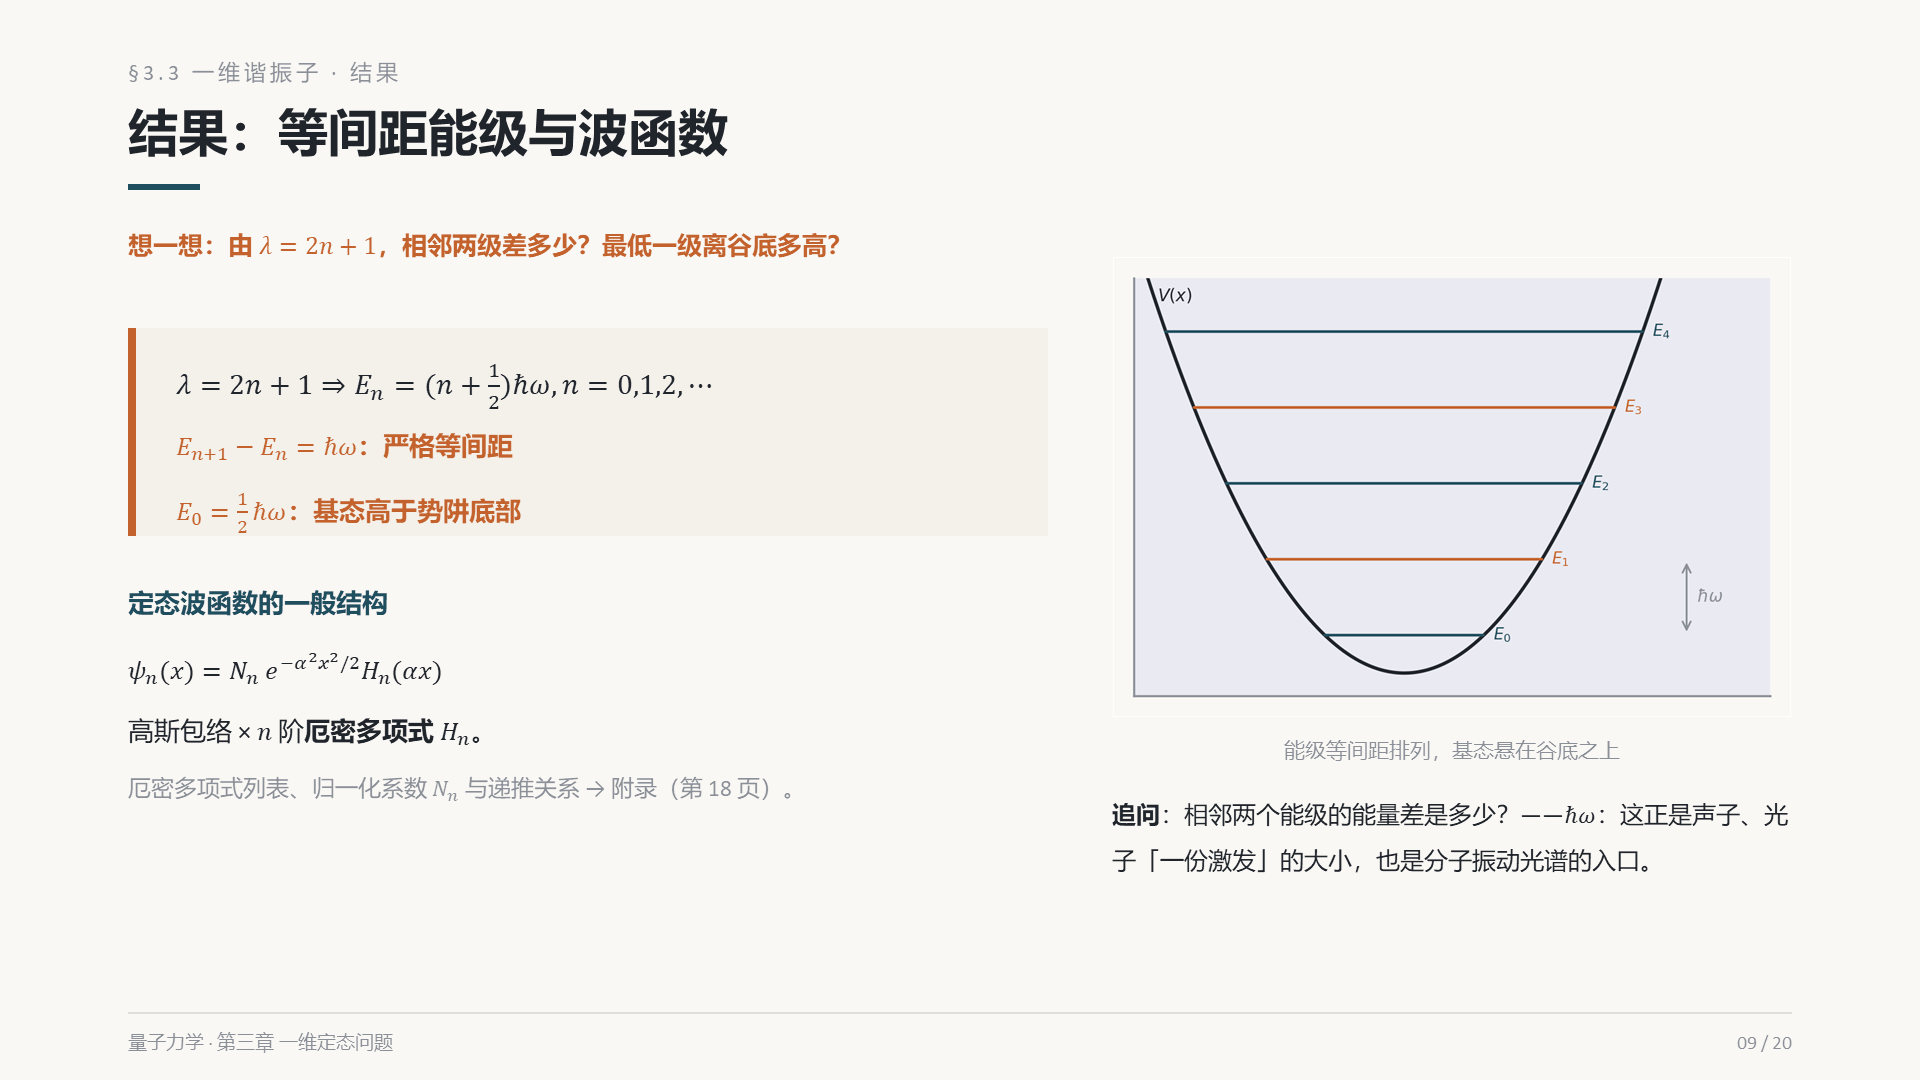 §3.3 一维谐振子 · 结果
结果：等间距能级与波函数
想一想：由 λ = 2n + 1，相邻两级差多少？最低一级离谷底多高？
λ = 2n + 1 ⇒ Eₙ = (n + 1/2)ℏω, n = 0,1,2, ⋯
Eₙ₊₁ − Eₙ = ℏω：严格等间距
E₀ = 1/2 ℏω：基态高于势阱底部
定态波函数的一般结构
ψₙ(x) = Nₙ e^{−α²x²/2}Hₙ(αx)
高斯包络 × n 阶厄密多项式 Hₙ。
厄密多项式列表、归一化系数 Nₙ 与递推关系 → 附录（第 18 页）。
V(x)
E₄
E₃
E₂
E₁
ℏω
E₀
能级等间距排列，基态悬在谷底之上
追问：相邻两个能级的能量差是多少？——ℏω：这正是声子、光
子「一份激发」的大小，也是分子振动光谱的入口。
量子力学 · 第三章 一维定态问题
09 / 20